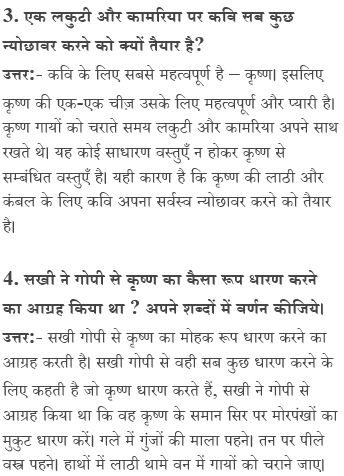 3. एक लकुटी और कामरिया पर कवि सब कुछ
न्योछावर करने को क्यों तैयार है?
उत्तर:- कवि के लिए सबसे महत्वपूर्ण है – कृष्ण। इसलिए
कृष्ण की एक-एक चीज़ उसके लिए महत्वपूर्ण और प्यारी है।
कृष्ण गायों को चराते समय लकुटी और कामरिया अपने साथ
रखते थे। यह कोई साधारण वस्तुएँ न होकर कृष्ण से
सम्बंधित वस्तुएँ है। यही कारण है कि कृष्ण की लाठी और
कंबल के लिए कवि अपना सर्वस्व न्योछावर करने को तैयार
है।
4. सखी ने गोपी से कृष्ण का कैसा रूप धारण करने
का आग्रह किया था ? अपने शब्दों में वर्णन कीजिये।
उत्तर:- सखी गोपी से कृष्ण का मोहक रूप धारण करने का
आग्रह करती है। सखी गोपी से वही सब कुछ धारण करने के
लिए कहती है जो कृष्ण धारण करते हैं, सखी ने गोपी से
आग्रह किया था कि वह कृष्ण के समान सिर पर मोरपंखों का
मुकुट धारण करें। गले में गुंजों की माला पहने। तन पर पीले
वस्त्र पहने। हाथों में लाठी थामे वन में गायों को चराने जाए।